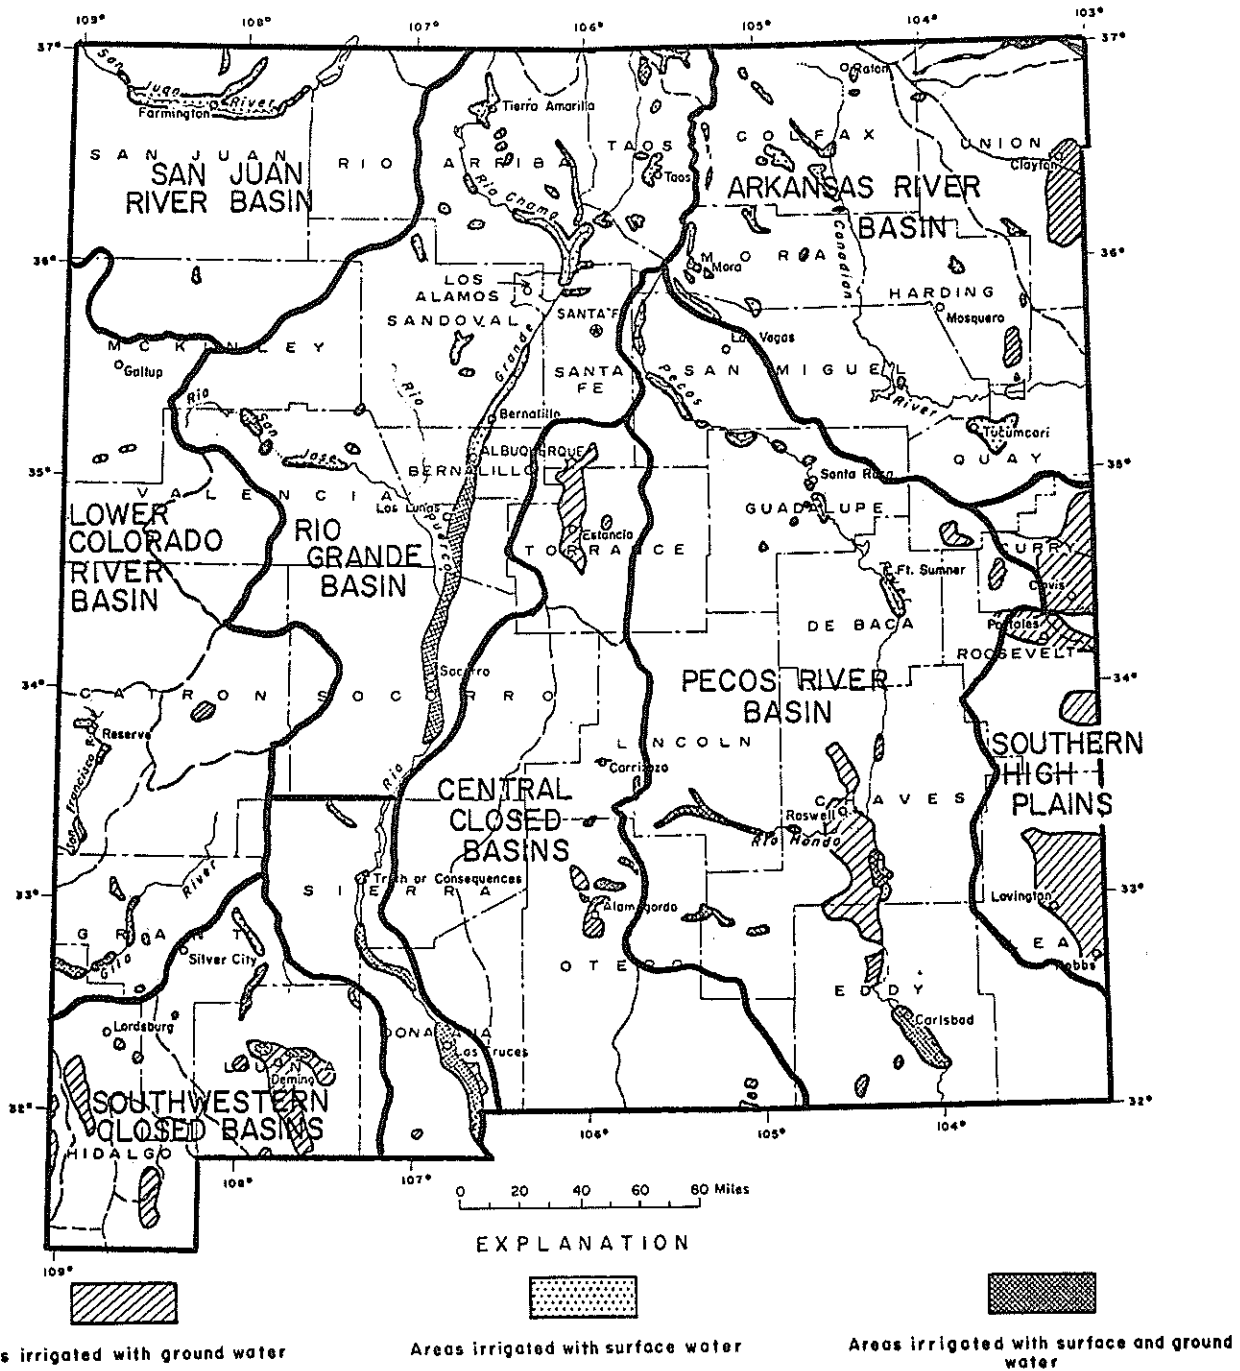 109°
108°
107°
106°
105°
104°
103°
37°
37°
San
Juan
River
Farmington
Tierra Amarilla
Raton
TAOS
COLFAX
UNION
Clayton
SAN JUAN
RIO ARRIBA
SAN JUAN
RIVER BASIN
Rio Chama
Taos
ARKANSAS RIVER
BASIN
Canadian
36°
36°
MORA
Mora
LOS
ALAMOS
HARDING
SANDOVAL
SANTA FE
Mosquero
McKINLEY
Gallup
Grande
Las Vegas
SANTA
FE
Pecos
SAN MIGUEL
River
Rio
San
Jose
Rio
Puerco
Bernalillo
Tucumcari
ALBUQUERQUE
BERNALILLO
QUAY
35°
35°
Santa Rosa
VALENCIA
Los Lunas
GUADALUPE
LOWER
COLORADO
RIVER
BASIN
RIO
GRANDE
BASIN
Estancia
TORRANCE
CURRY
Ft. Sumner
Clovis
DE BACA
Portales
ROOSEVELT
Socorro
34°
34°
CATRON
SOCORRO
PECOS RIVER
BASIN
Reserve
San Francisco R.
LINCOLN
SOUTHERN
HIGH
PLAINS
Carrizozo
Rio
CENTRAL
CLOSED
BASINS
CHAVES
Roswell
Rio Hondo
River
33°
33°
Truth or Consequences
SIERRA
Lovington
Alamogordo
GRANT
Gila
Silver City
LEA
Hobbs
OTERO
EDDY
Lordsburg
Carlsbad
DONA ANA
Las Cruces
LUNA
Deming
32°
32°
SOUTHWESTERN
CLOSED BASINS
HIDALGO
108°
107°
106°
105°
104°
0 20 40 60 80 Miles
EXPLANATION
109°
s irrigated with ground water
Areas irrigated with surface water
Areas irrigated with surface and ground
water